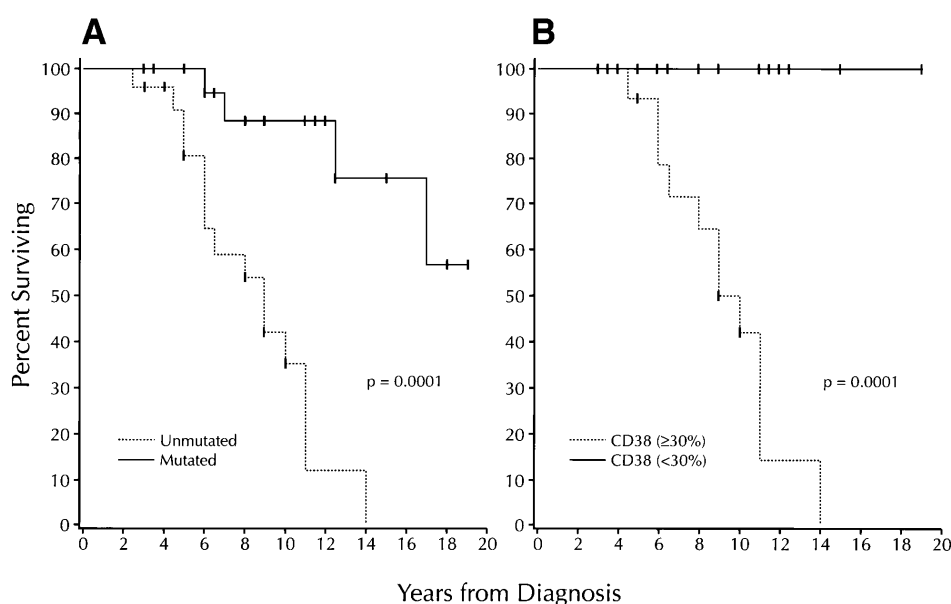 A
B
Percent Surviving
100
90
80
70
60
50
40
30
20
10
0
p = 0.0001
Unmutated
Mutated
0 2 4 6 8 10 12 14 16 18 20
100
90
80
70
60
50
40
30
20
10
0
p = 0.0001
CD38 (≥30%)
CD38 (<30%)
0 2 4 6 8 10 12 14 16 18 20
Years from Diagnosis